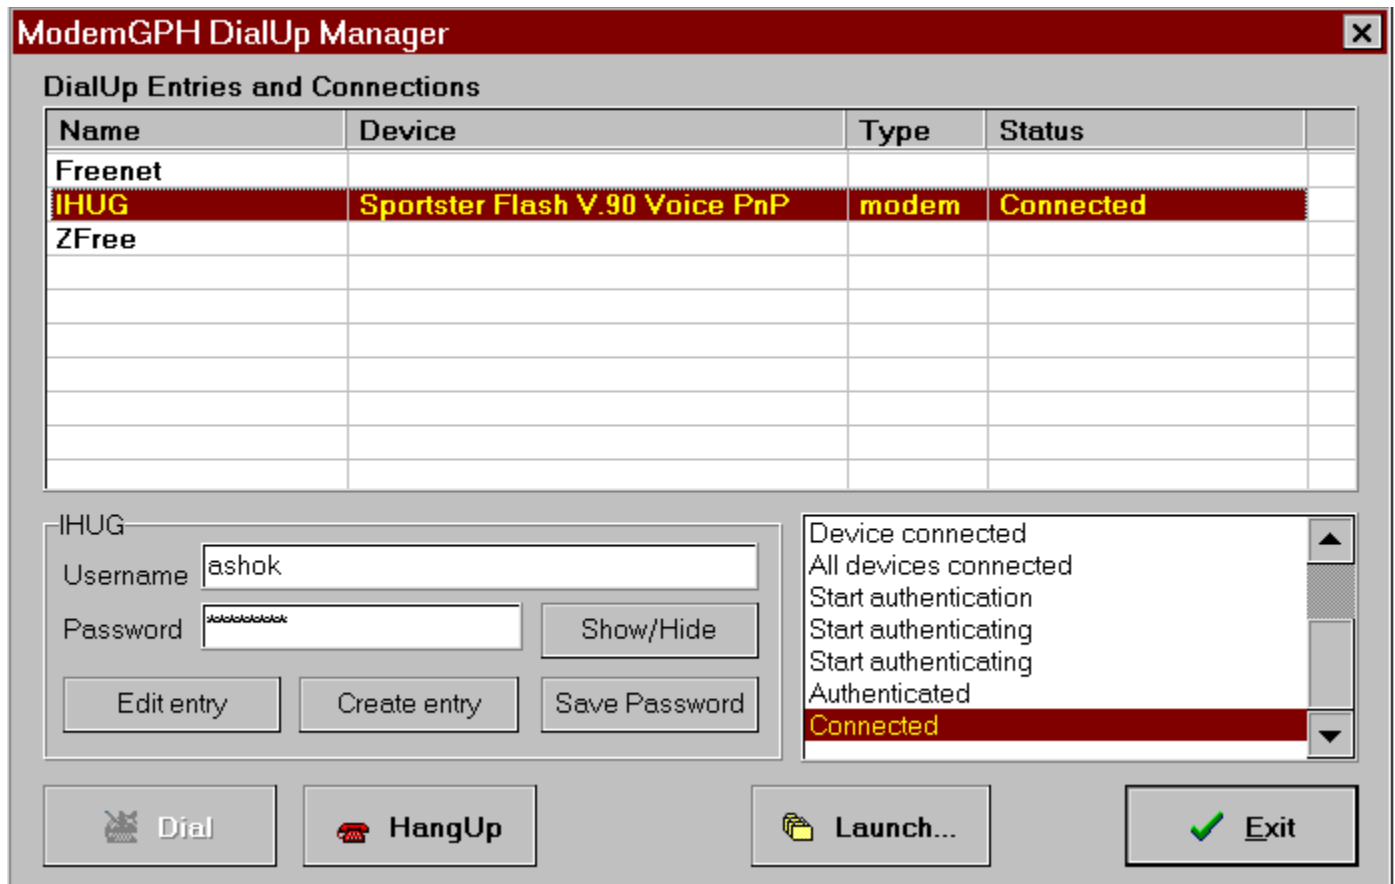 ModemGPH DialUp Manager
DialUp Entries and Connections
Name Device Type Status
Freenet
IHUG Sportster Flash V.90 Voice PnP modem Connected
ZFree
IHUG
Username ashok
Password *********
Show/Hide
Edit entry Create entry Save Password
Device connected
All devices connected
Start authentication
Start authenticating
Start authenticating
Authenticated
Connected
Dial HangUp Launch... Exit